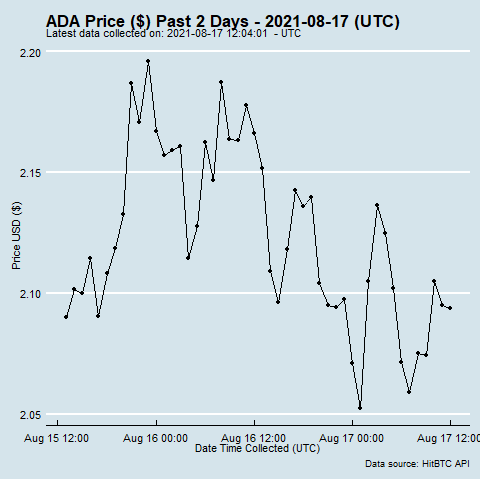 ADA Price ($) Past 2 Days - 2021-08-17 (UTC)
Latest data collected on: 2021-08-17 12:04:01 - UTC
2.20
2.15
2.10
2.05
Price USD ($)
Aug 15 12:00 Aug 16 00:00 Aug 16 12:00 Aug 17 00:00 Aug 17 12:00
Date Time Collected (UTC)
Data source: HitBTC API